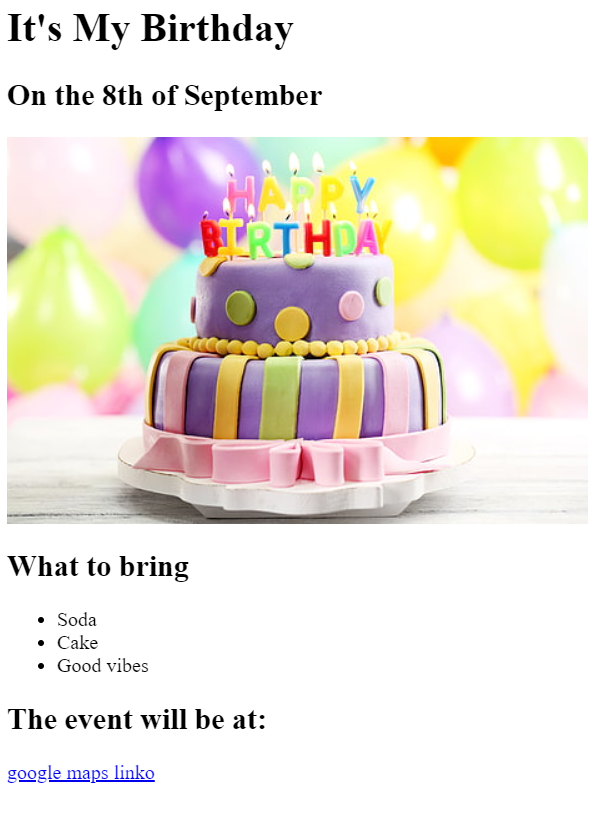 It's My Birthday
On the 8th of September
HAPPY
BIRTHDAY
What to bring
Soda
Cake
Good vibes
The event will be at:
google maps linko